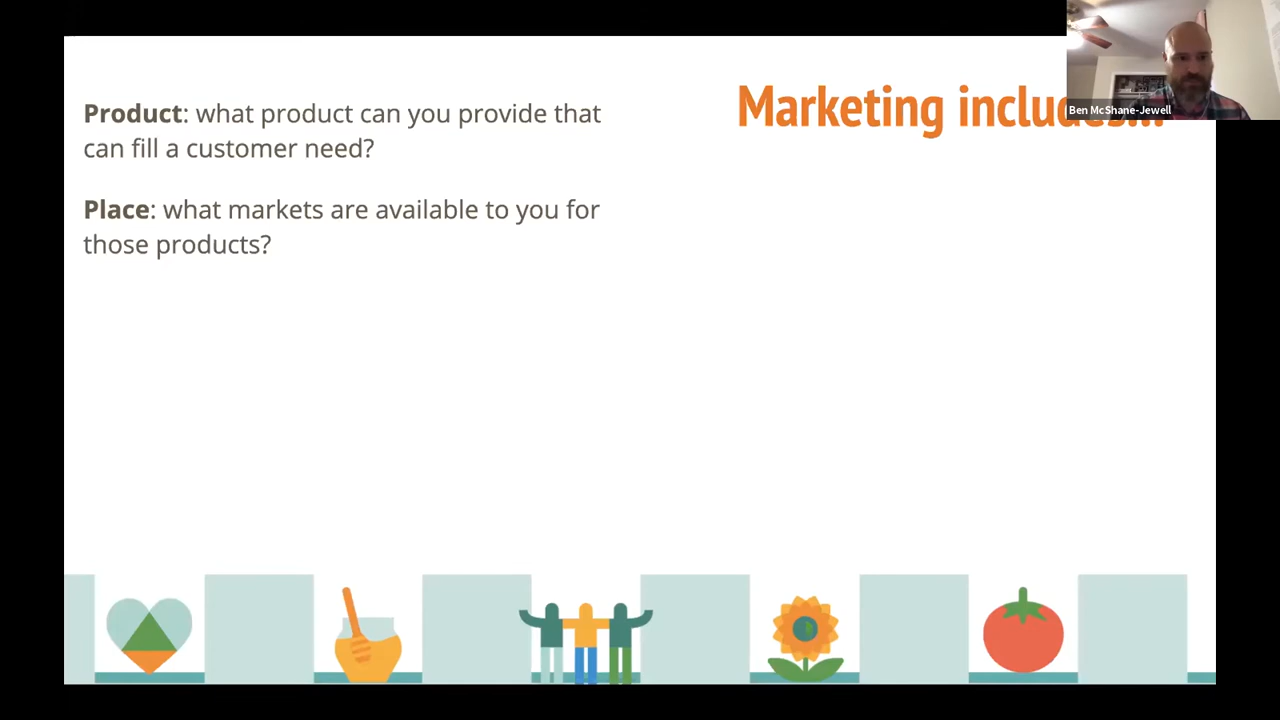 Product: what product can you provide that
can fill a customer need?
Place: what markets are available to you for
those products?
Marketing includes...
Ben McShane-Jewell